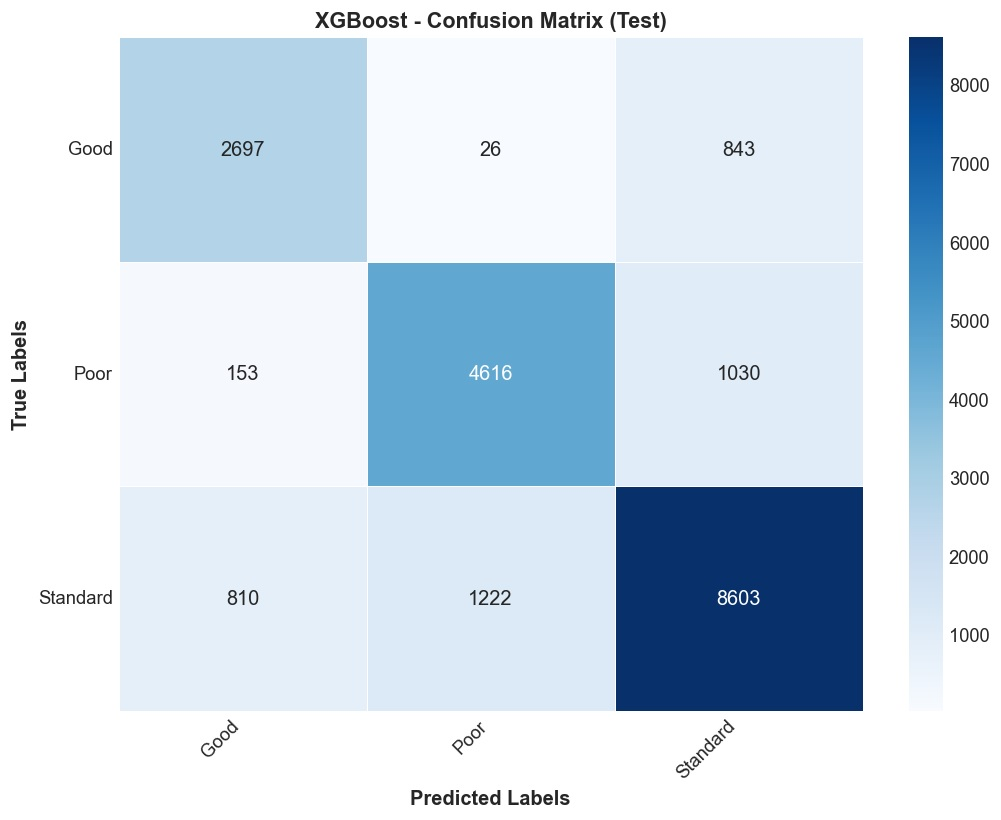 XGBoost - Confusion Matrix (Test)
True Labels
Good
2697
26
843
Poor
153
4616
1030
Standard
810
1222
8603
Good
Poor
Standard
Predicted Labels
8000
7000
6000
5000
4000
3000
2000
1000